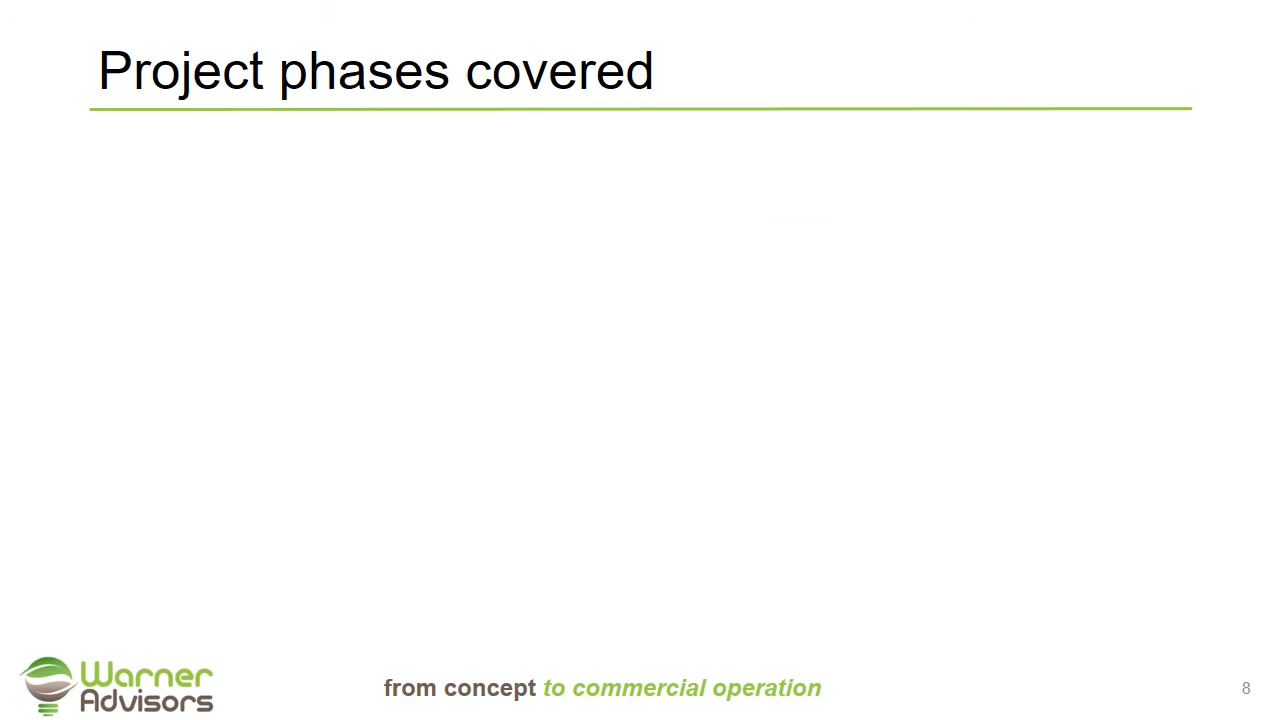 Project phases covered
Warner
Advisors
from concept to commercial operation
8